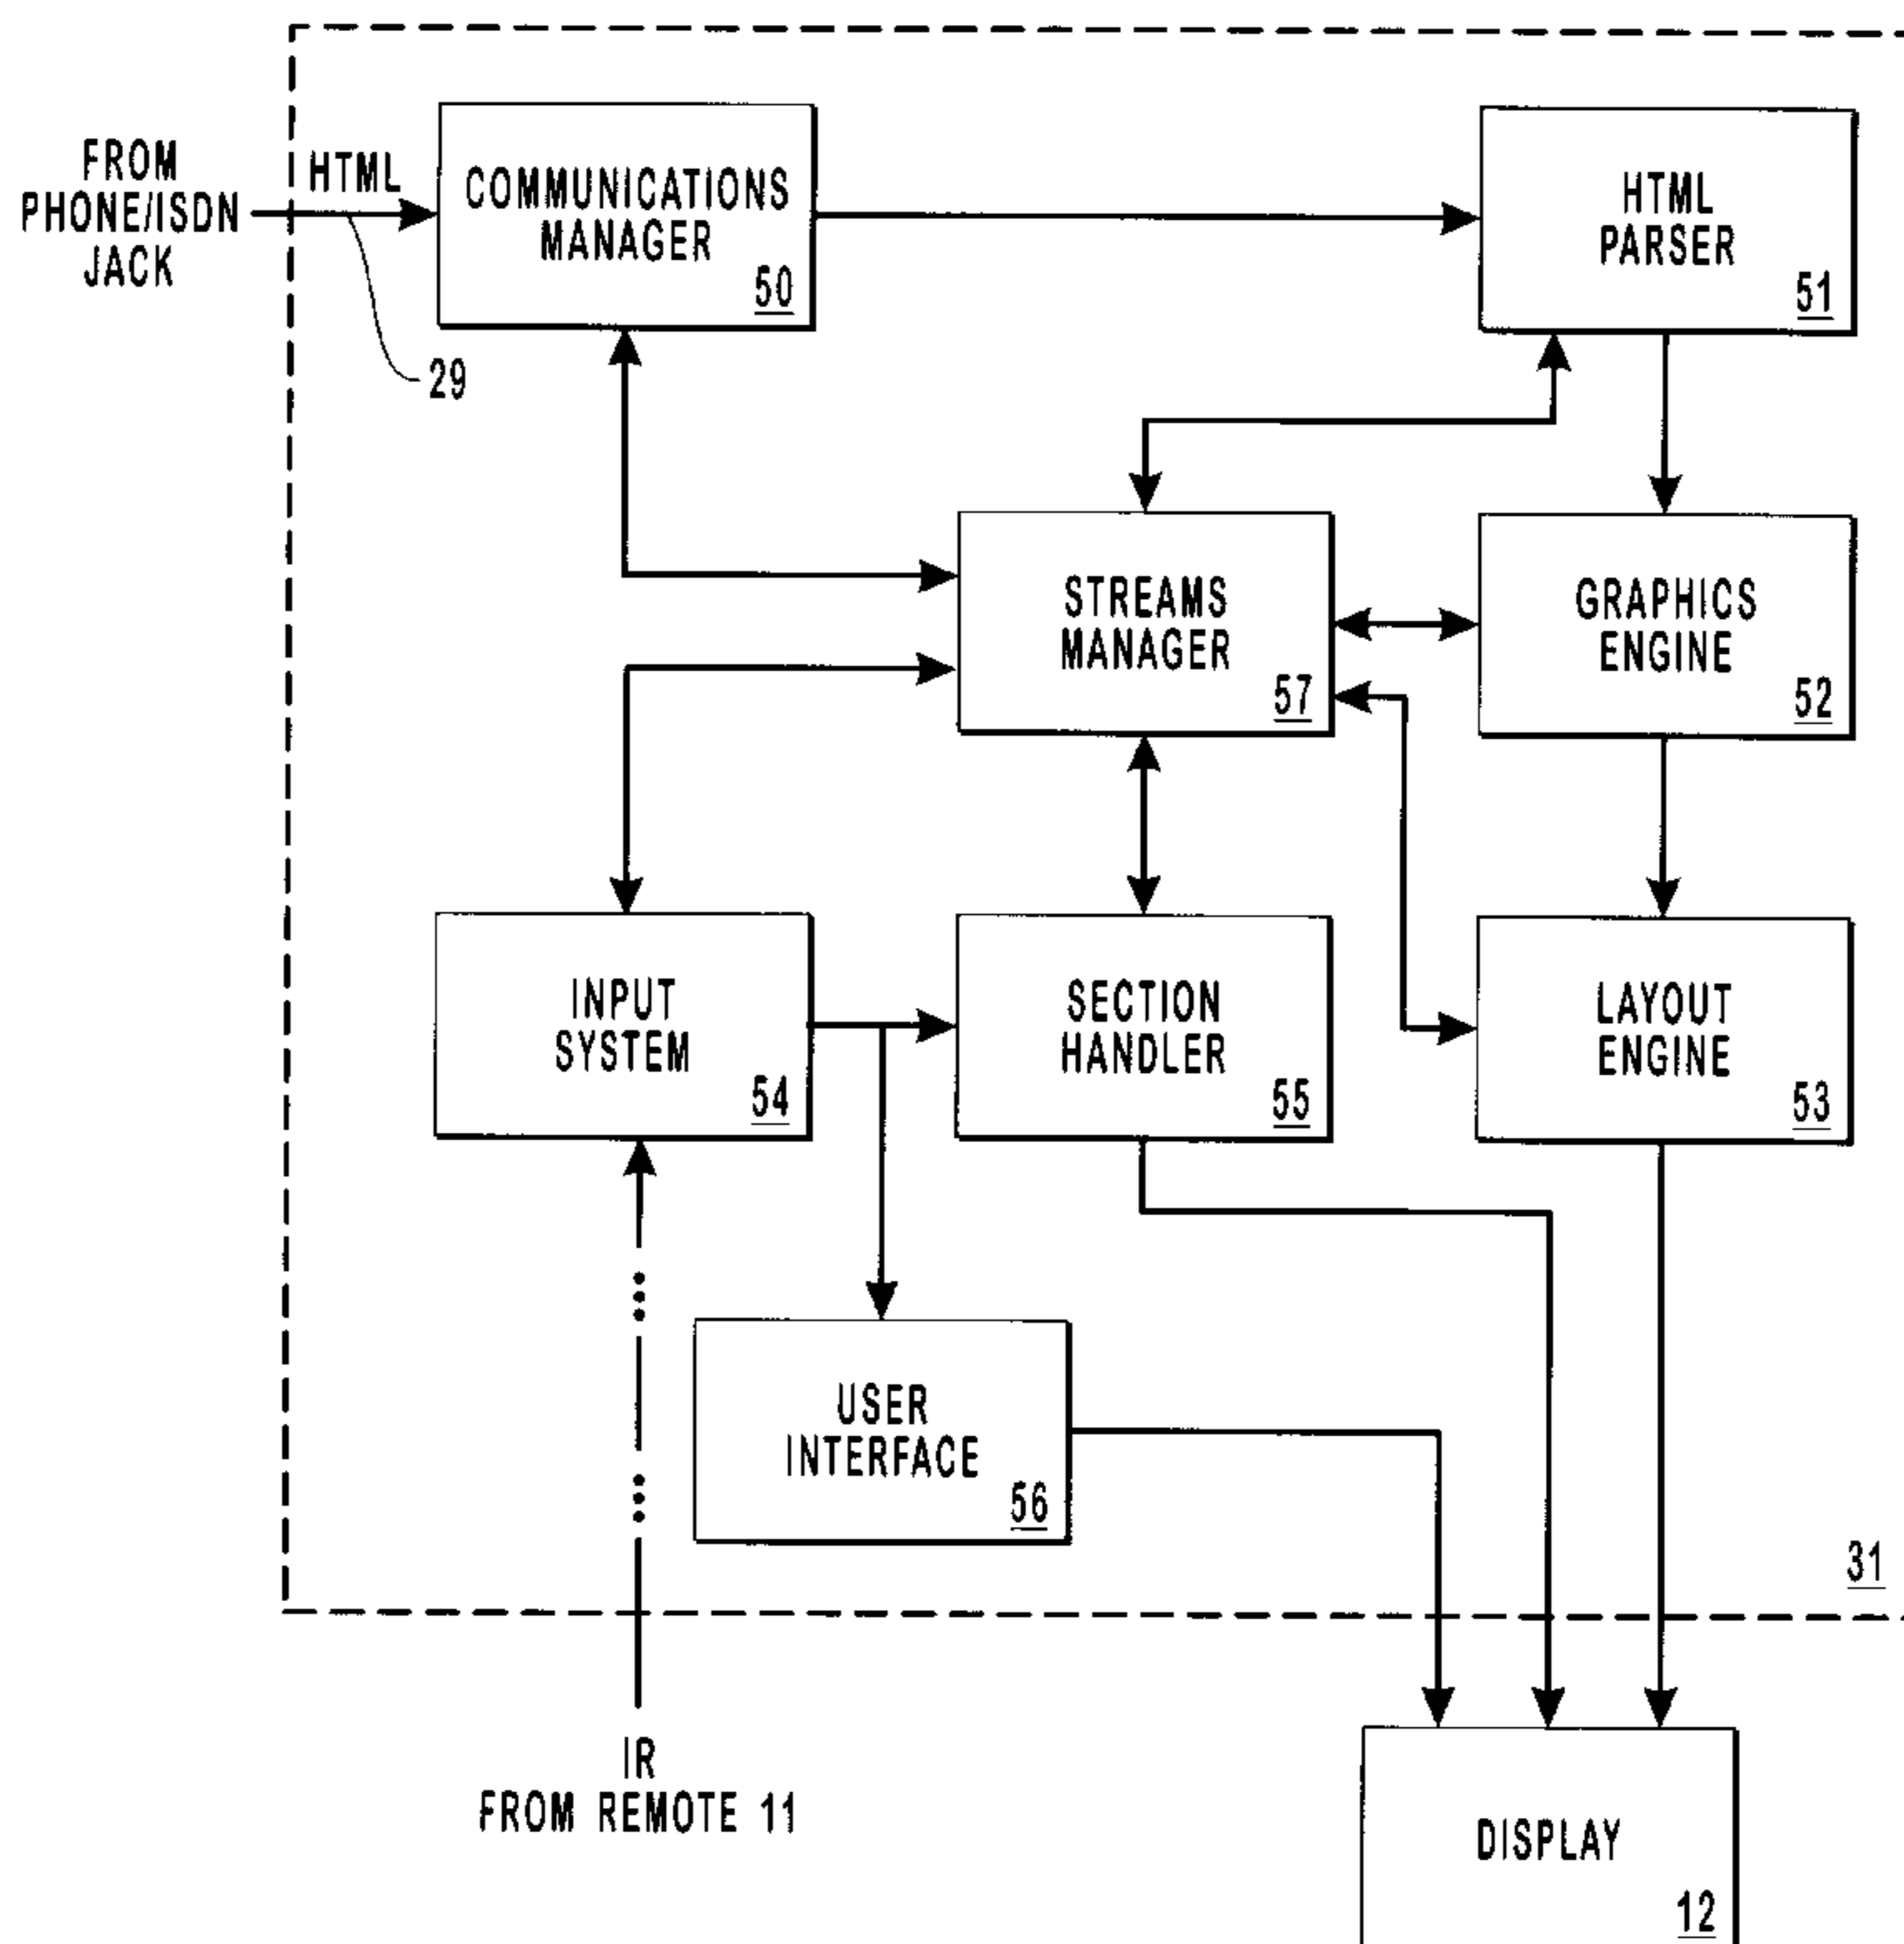 FROM
PHONE/ISDN
JACK
HTML
29
COMMUNICATIONS
MANAGER
50
HTML
PARSER
51
STREAMS
MANAGER
57
GRAPHICS
ENGINE
52
INPUT
SYSTEM
54
SECTION
HANDLER
55
LAYOUT
ENGINE
53
USER
INTERFACE
56
31
IR
FROM REMOTE 11
DISPLAY
12